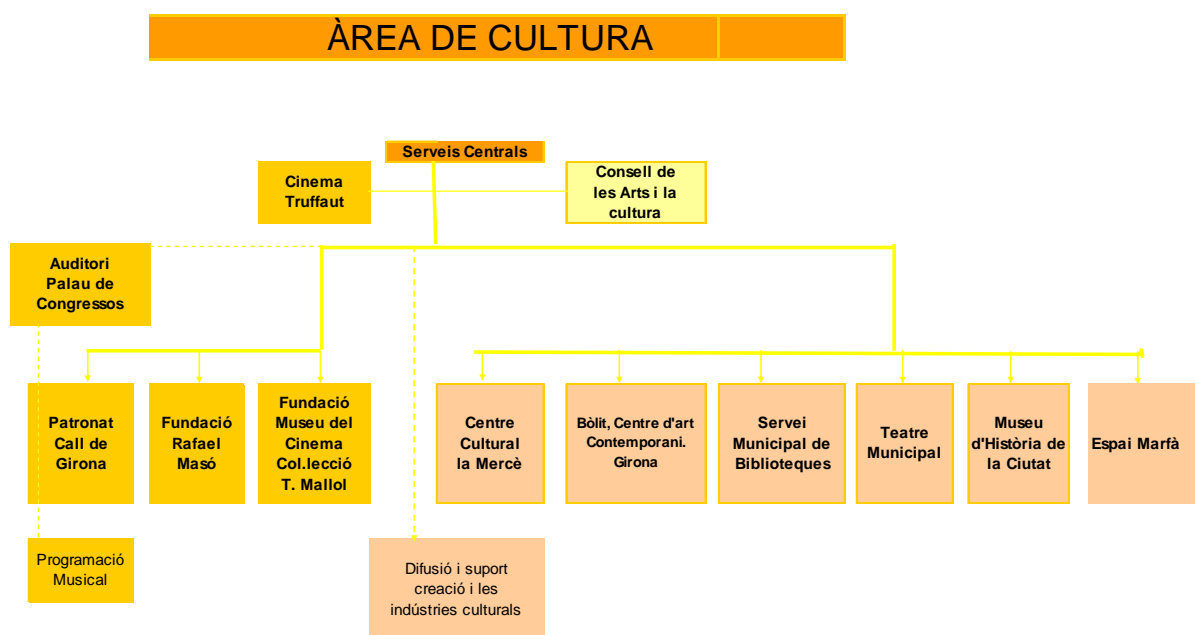 ÀREA DE CULTURA
Serveis Centrals
Cinema
Truffaut
Consell de
les Arts i la
cultura
Auditori
Palau de
Congressos
Patronat
Call de
Girona
Fundació
Rafael
Masó
Fundació
Museu del
Cinema
Col.lecció
T. Mallol
Centre
Cultural
la Mercè
Bòlit, Centre d'art
Contemporani.
Girona
Servei
Municipal de
Biblioteques
Teatre
Municipal
Museu
d'Història de
la Ciutat
Espai Marfà
Programació
Musical
Difusió i suport
creació i les
indústries culturals